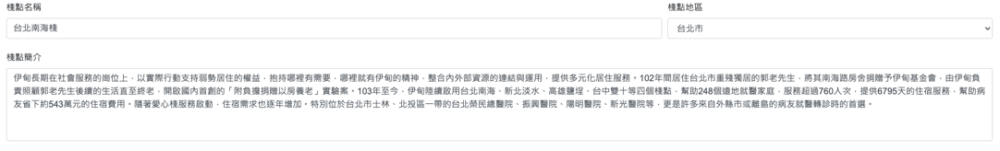 棧點名稱
棧點地區
台北南海棧
台北市
棧點簡介
伊甸長期在社會服務的崗位上，以實際行動支持弱勢居住的權益，抱持哪裡有需要，哪裡就有伊甸的精神，整合內外部資源的連結與運用，提供多元化居住服務。102年間居住台北市重殘獨居的郭老先生，將其南海路房舍捐贈予伊甸基金會，由伊甸負
責照顧郭老先生後續的生活直至終老，開啟國內首創的「附負擔捐贈以房養老」實驗案。103年至今，伊甸陸續啟用台北南海、新北淡水、高雄鹽埕、台中雙十等四個棧點，幫助248個遠地就醫家庭，服務超過760人次，提供6795天的住宿服務，幫助病
友省下約543萬元的住宿費用。隨著愛心棧服務啟動，住宿需求也逐年增加。特別位於台北市士林、北投區一帶的台北榮民總醫院、振興醫院、陽明醫院、新光醫院等，更是許多來自外縣市或離島的病友就醫轉診時的首選。